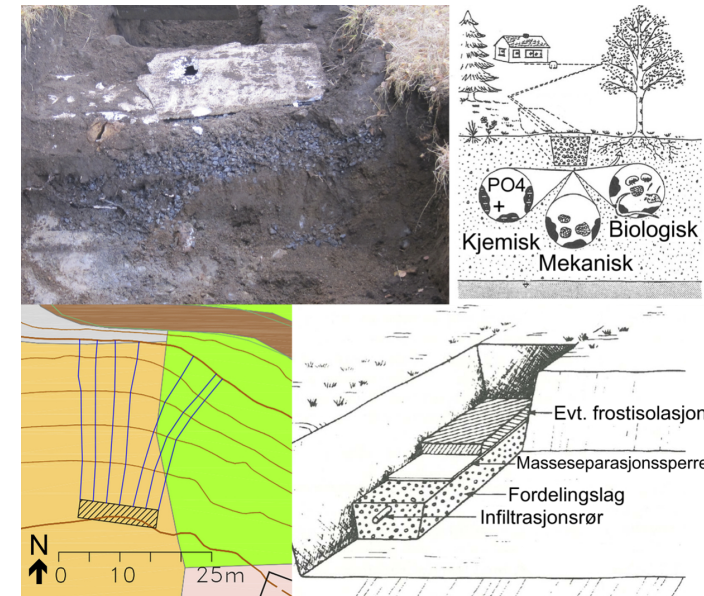 PO4
+
Kjemisk
Mekanisk
Biologisk
N
0 10 25m
Evt. frostisolasjon
Masseseparasjonssperre
Fordelingslag
Infiltrasjonsrør